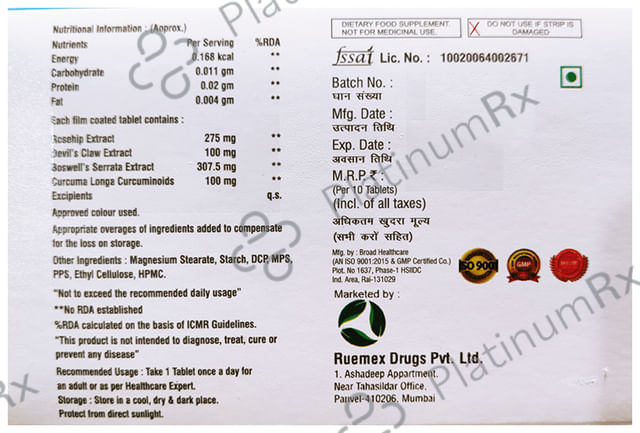 Nutritional Information : (Approx.)
Nutrients Per Serving %RDA
Energy 0.168 kcal **
Carbohydrate 0.011 gm **
Protein 0.02 gm **
Fat 0.004 gm **
Each film coated tablet contains :
Rosehip Extract 275 mg **
Devil's Claw Extract 100 mg **
Boswell's Serrata Extract 307.5 mg **
Curcuma Longa Curcuminoids 100 mg **
Excipients q.s.
Approved colour used.
Appropriate overages of ingredients added to compensate
for the loss on storage.
Other Ingredients : Magnesium Stearate, Starch, DCP, MPS,
PPS, Ethyl Cellulose, HPMC.
"Not to exceed the recommended daily usage"
**No RDA established
%RDA calculated on the basis of ICMR Guidelines.
"This product is not intended to diagnose, treat, cure or
prevent any disease"
Recommended Usage : Take 1 Tablet once a day for
an adult or as per Healthcare Expert.
Storage : Store in a cool, dry & dark place.
Protect from direct sunlight.
DIETARY FOOD SUPPLEMENT.
NOT FOR MEDICINAL USE.
DO NOT USE IF STRIP IS
DAMAGED
fssai Lic. No. : 10020064002671
Batch No. :
घान संख्या
Mfg. Date :
उत्पादन तिथि
Exp. Date :
अवसान तिथि
M.R.P ₹ :
(Per 10 Tablets)
(Incl. of all taxes)
अधिकतम खुदरा मूल्य
(सभी करों सहित)
Mfg. by : Broad Healthcare
(AN ISO 9001:2015 & GMP Certified Co.)
Plot. No 1637, Phase-1 HSIIDC
Ind. Area, Rai-131029
ISO 9001
GMP
Marketed by :
Ruemex Drugs Pvt. Ltd.
1. Ashadeep Appartment.
Near Tahasildar Office.
Panvel-410206. Mumbai
PlatinumRx
PlatinumRx
PlatinumRx
PlatinumRx